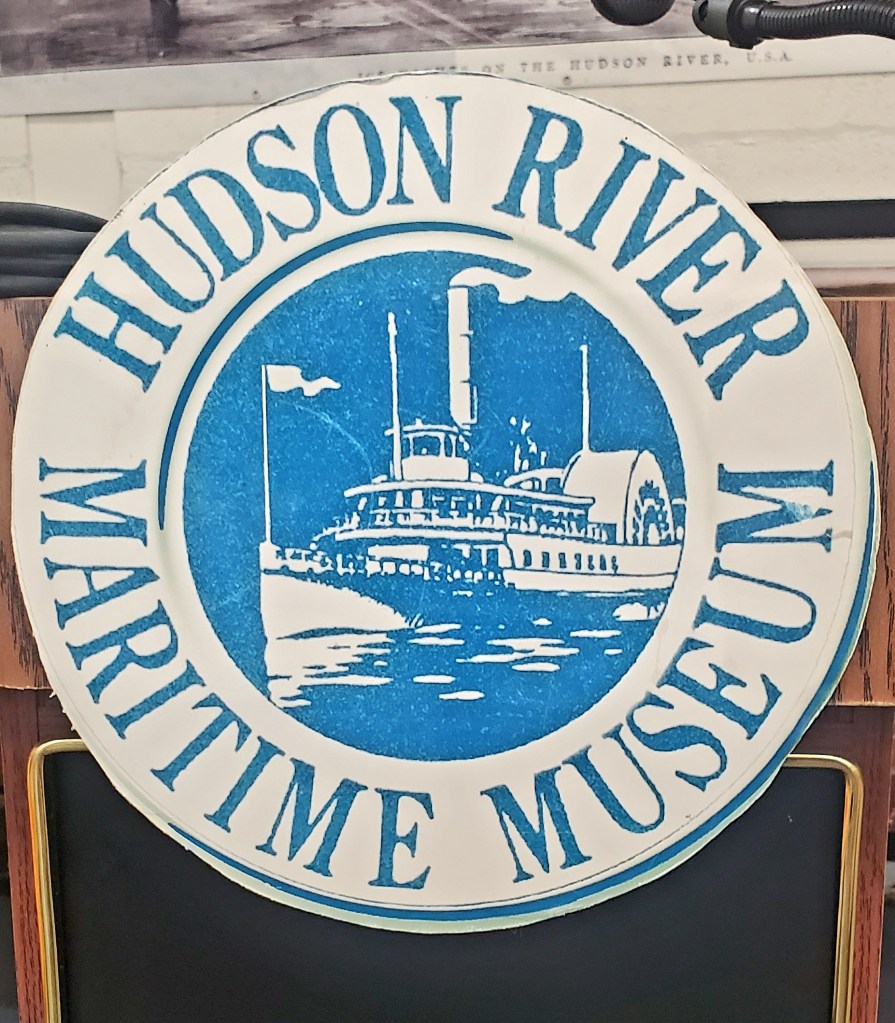 ON THE HUDSON RIVER, U.S.A.
HUDSON RIVER
MARITIME MUSEUM